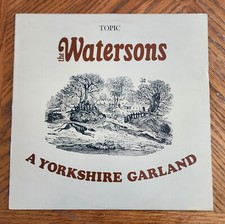 TOPIC
the Watersons
A YORKSHIRE GARLAND